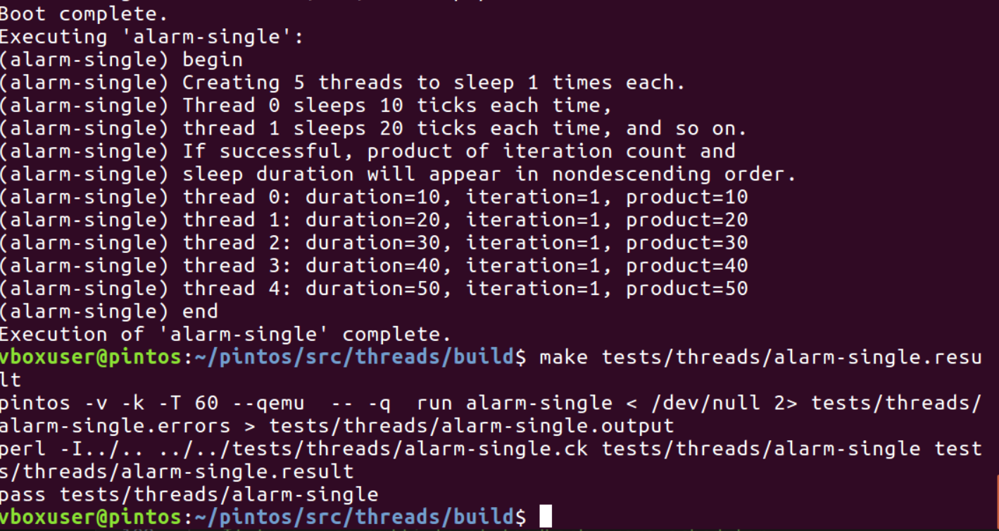 Boot complete.
Executing 'alarm-single':
(alarm-single) begin
(alarm-single) Creating 5 threads to sleep 1 times each.
(alarm-single) Thread 0 sleeps 10 ticks each time,
(alarm-single) thread 1 sleeps 20 ticks each time, and so on.
(alarm-single) If successful, product of iteration count and
(alarm-single) sleep duration will appear in nondescending order.
(alarm-single) thread 0: duration=10, iteration=1, product=10
(alarm-single) thread 1: duration=20, iteration=1, product=20
(alarm-single) thread 2: duration=30, iteration=1, product=30
(alarm-single) thread 3: duration=40, iteration=1, product=40
(alarm-single) thread 4: duration=50, iteration=1, product=50
(alarm-single) end
Execution of 'alarm-single' complete.
vboxuser@pintos:~/pintos/src/threads/build$ make tests/threads/alarm-single.resu
lt
pintos -v -k -T 60 --qemu  -- -q  run alarm-single < /dev/null 2> tests/threads/
alarm-single.errors > tests/threads/alarm-single.output
perl -I../.. ../../tests/threads/alarm-single.ck tests/threads/alarm-single test
s/threads/alarm-single.result
pass tests/threads/alarm-single
vboxuser@pintos:~/pintos/src/threads/build$